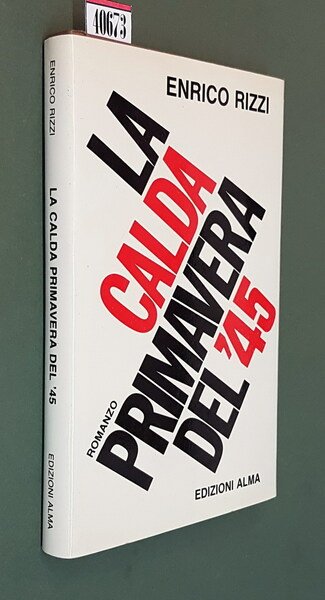 40673
ENRICO RIZZI
LA CALDA PRIMAVERA DEL '45
EDIZIONI ALMA
ENRICO RIZZI
LA
CALDA
PRIMAVERA
DEL '45
ROMANZO
EDIZIONI ALMA